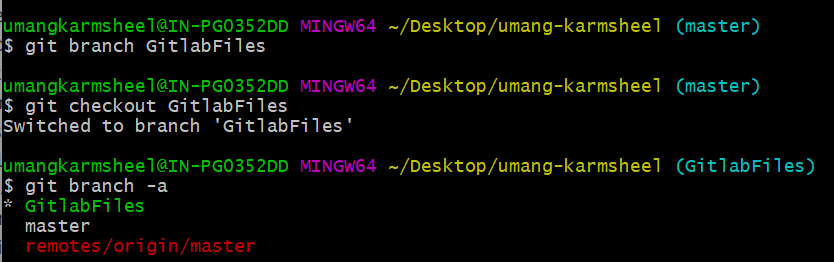 umangkarmsheel@IN-PG0352DD MINGW64 ~/Desktop/umang-karmsheel (master)
$ git branch GitlabFiles
umangkarmsheel@IN-PG0352DD MINGW64 ~/Desktop/umang-karmsheel (master)
$ git checkout GitlabFiles
Switched to branch 'GitlabFiles'
umangkarmsheel@IN-PG0352DD MINGW64 ~/Desktop/umang-karmsheel (GitlabFiles)
$ git branch -a
* GitlabFiles
master
remotes/origin/master